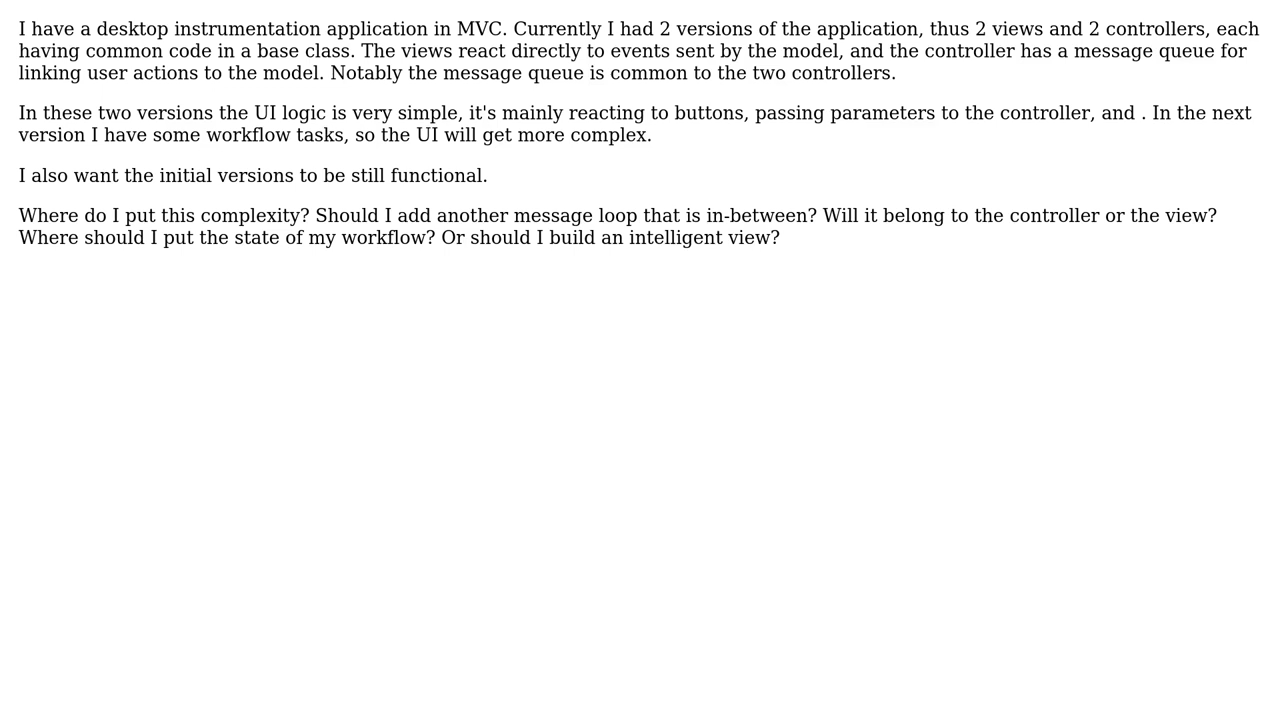 I have a desktop instrumentation application in MVC. Currently I had 2 versions of the application, thus 2 views and 2 controllers, each
having common code in a base class. The views react directly to events sent by the model, and the controller has a message queue for
linking user actions to the model. Notably the message queue is common to the two controllers.
In these two versions the UI logic is very simple, it's mainly reacting to buttons, passing parameters to the controller, and . In the next
version I have some workflow tasks, so the UI will get more complex.
I also want the initial versions to be still functional.
Where do I put this complexity? Should I add another message loop that is in-between? Will it belong to the controller or the view?
Where should I put the state of my workflow? Or should I build an intelligent view?